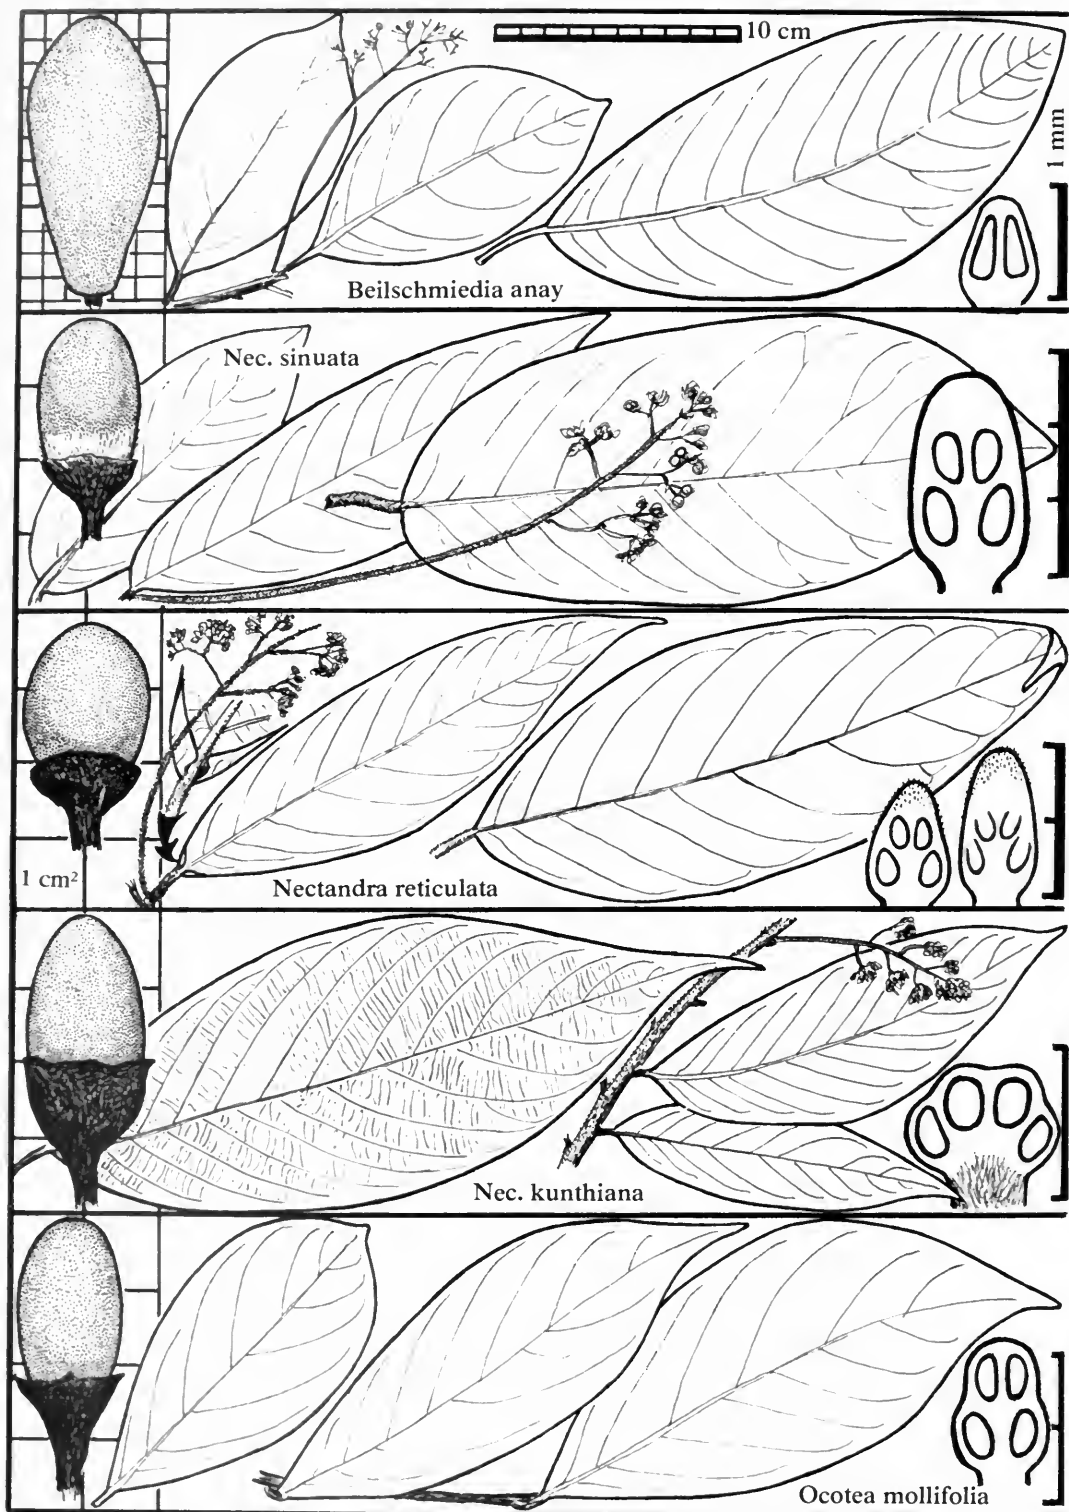 10 cm
1 mm
Beilschmiedia anay
Nec. sinuata
1 cm²
Nectandra reticulata
Nec. kunthiana
Ocotea mollifolia